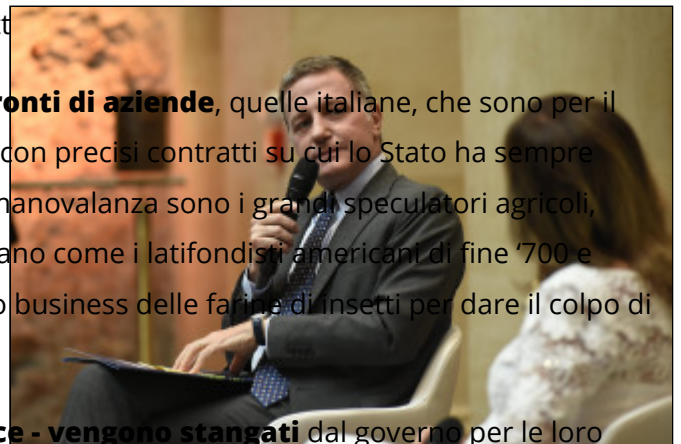 ronti di aziende, quelle italiane, che sono per il
con precisi contratti su cui lo Stato ha sempre
nanovalanza sono i grandi speculatori agricoli,
ano come i latifondisti americani di fine ‘700 e
o business delle farine di insetti per dare il colpo di
ce - vengono stangati dal governo per le loro